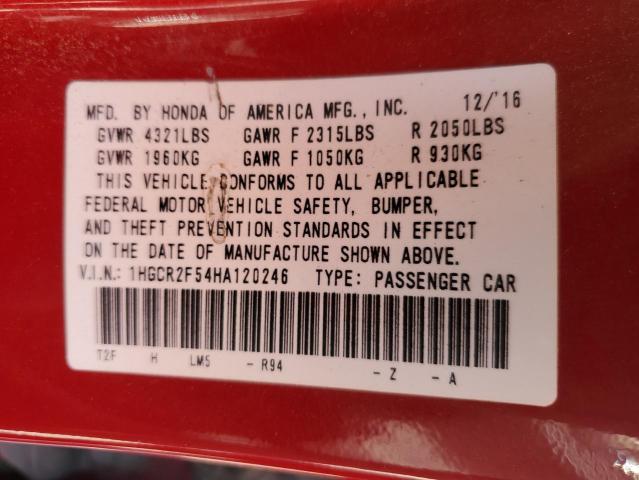 MFD. BY HONDA OF AMERICA MFG., INC. 12/'16
GVWR 4321LBS GAWR F 2315LBS R 2050LBS
GVWR 1960KG GAWR F 1050KG R 930KG
THIS VEHICLE CONFORMS TO ALL APPLICABLE
FEDERAL MOTOR VEHICLE SAFETY, BUMPER,
AND THEFT PREVENTION STANDARDS IN EFFECT
ON THE DATE OF MANUFACTURE SHOWN ABOVE.
V.I.N.: 1HGCR2F54HA120246 TYPE: PASSENGER CAR
T2F H LM5 - R94 - Z - A